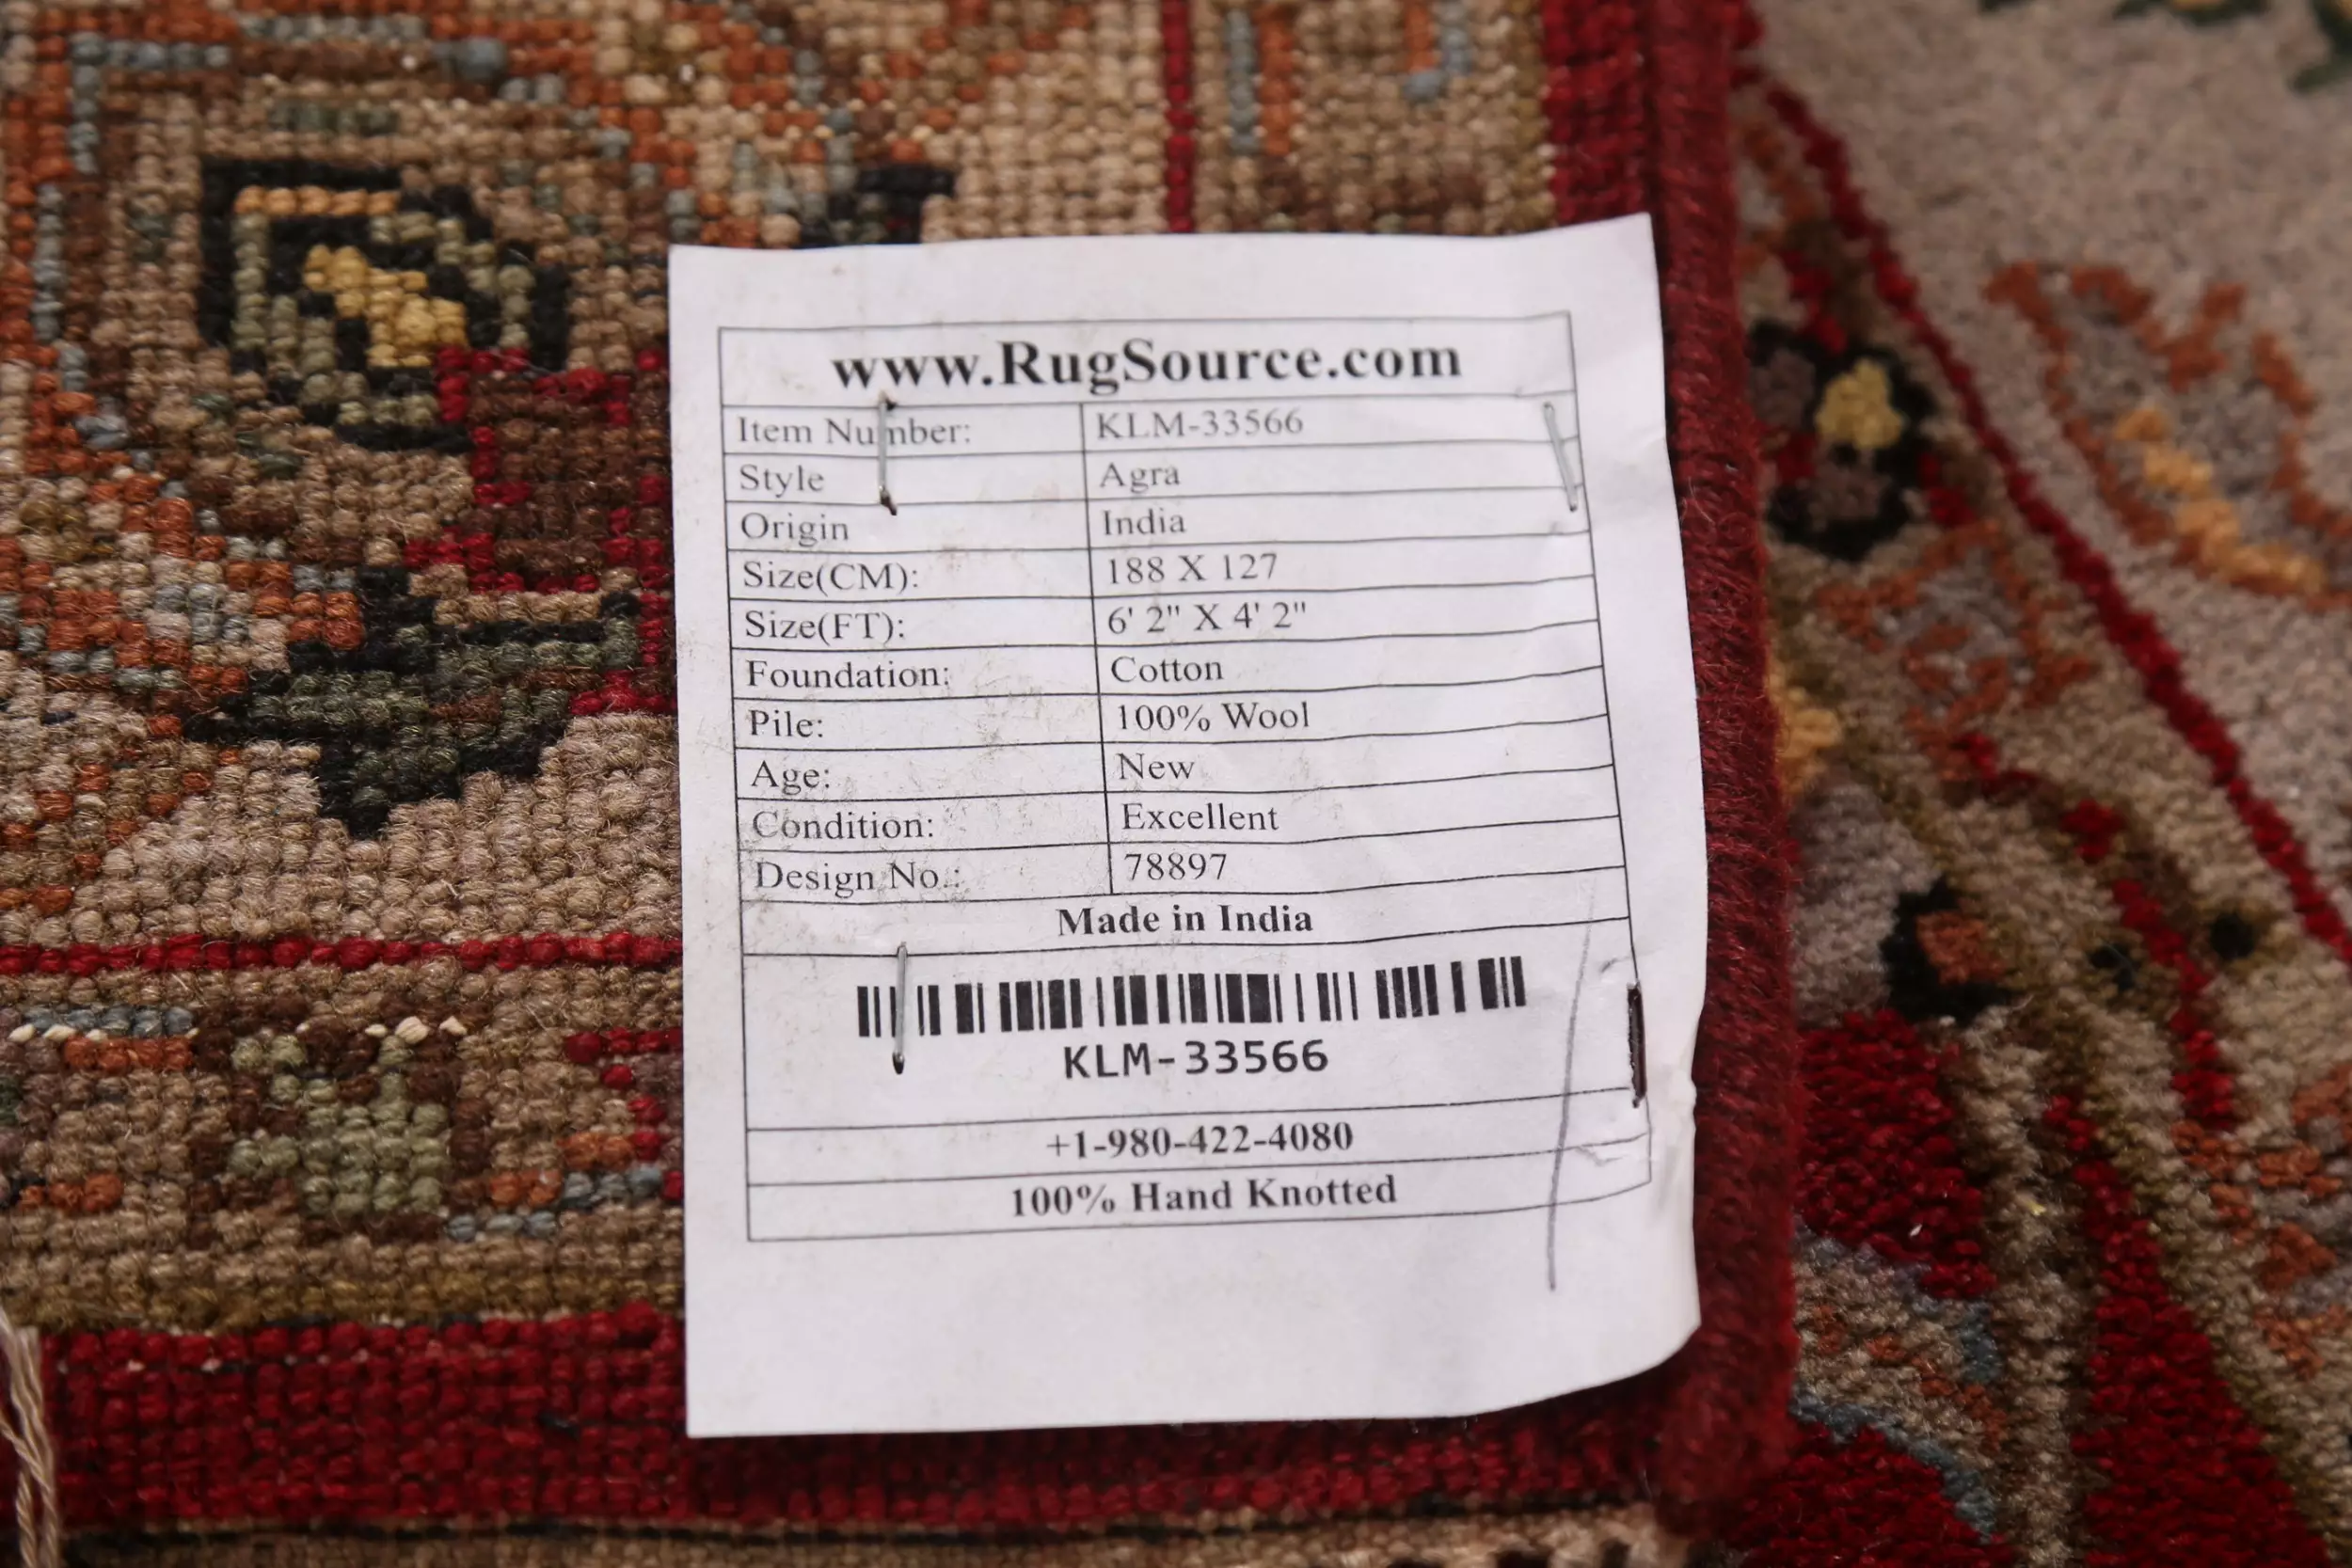 www.RugSource.com
Item Number: KLM-33566
Style Agra
Origin India
Size(CM): 188 X 127
Size(FT): 6' 2" X 4' 2"
Foundation: Cotton
Pile: 100% Wool
Age: New
Condition: Excellent
Design No.: 78897
Made in India
KLM-33566
+1-980-422-4080
100% Hand Knotted